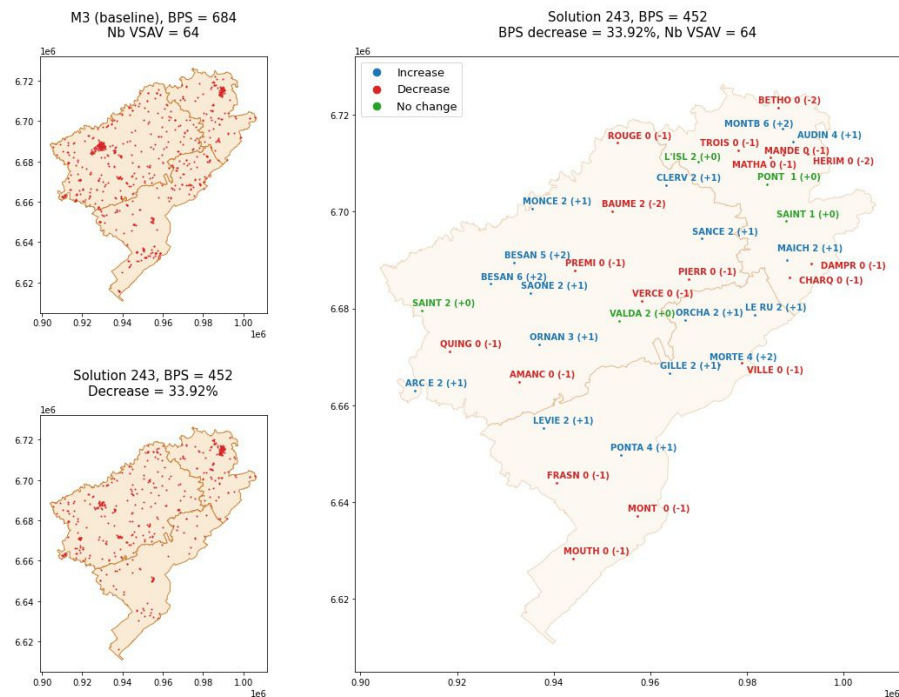 M3 (baseline), BPS = 684
Nb VSAV = 64
1e6
6.72
6.70
6.68
6.66
6.64
6.62
0.90 0.92 0.94 0.96 0.98 1.00
1e6
Solution 243, BPS = 452
Decrease = 33.92%
1e6
6.72
6.70
6.68
6.66
6.64
6.62
0.90 0.92 0.94 0.96 0.98 1.00
1e6
Solution 243, BPS = 452
BPS decrease = 33.92%, Nb VSAV = 64
1e6
Increase
Decrease
No change
BETHO 0 (-2)
MONTB 6 (+2)
AUDIN 4 (+1)
ROUGE 0 (-1)
TROIS 0 (-1)
MANDE 0 (-1)
L'ISL 2 (+0)
MATHA 0 (-1)
HERIM 0 (-2)
CLERV 2 (+1)
PONT 1 (+0)
MONCE 2 (+1)
BAUME 2 (-2)
SAINT 1 (+0)
SANCE 2 (+1)
BESAN 5 (+2)
MAICH 2 (+1)
PREMI 0 (-1)
DAMPR 0 (-1)
BESAN 6 (+2)
PIERR 0 (-1)
CHARQ 0 (-1)
SAONE 2 (+1)
VERCE 0 (-1)
SAINT 2 (+0)
VALDA 2 (+0)
ORCHA 2 (+1)
LE RU 2 (+1)
QUING 0 (-1)
ORNAN 3 (+1)
MORTE 4 (+2)
GILLE 2 (+1)
VILLE 0 (-1)
AMANC 0 (-1)
ARC E 2 (+1)
LEVIE 2 (+1)
PONTA 4 (+1)
FRASN 0 (-1)
MONT 0 (-1)
MOUTH 0 (-1)
6.72
6.70
6.68
6.66
6.64
6.62
0.90 0.92 0.94 0.96 0.98 1.00
1e6